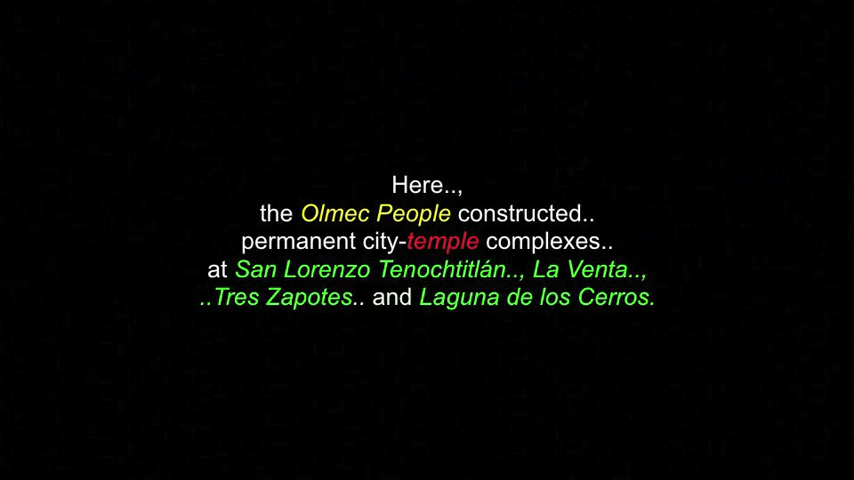 Here..,
the Olmec People constructed..
permanent city-temple complexes..
at San Lorenzo Tenochtitlán.., La Venta..,
..Tres Zapotes.. and Laguna de los Cerros.